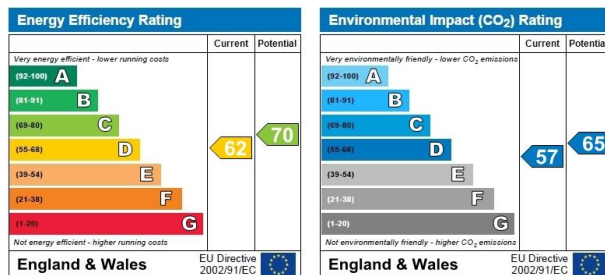 Energy Efficiency Rating
Current Potential
Very energy efficient - lower running costs
(92-100) A
(81-91) B
(69-80) C
(55-68) D
(39-54) E
(21-38) F
(1-20) G
62
70
Not energy efficient - higher running costs
England & Wales
EU Directive
2002/91/EC
Environmental Impact (CO₂) Rating
Current Potential
Very environmentally friendly - lower CO₂ emissions
(92-100) A
(81-91) B
(69-80) C
(55-68) D
(39-54) E
(21-38) F
(1-20) G
57
65
Not environmentally friendly - higher CO₂ emissions
England & Wales
EU Directive
2002/91/EC